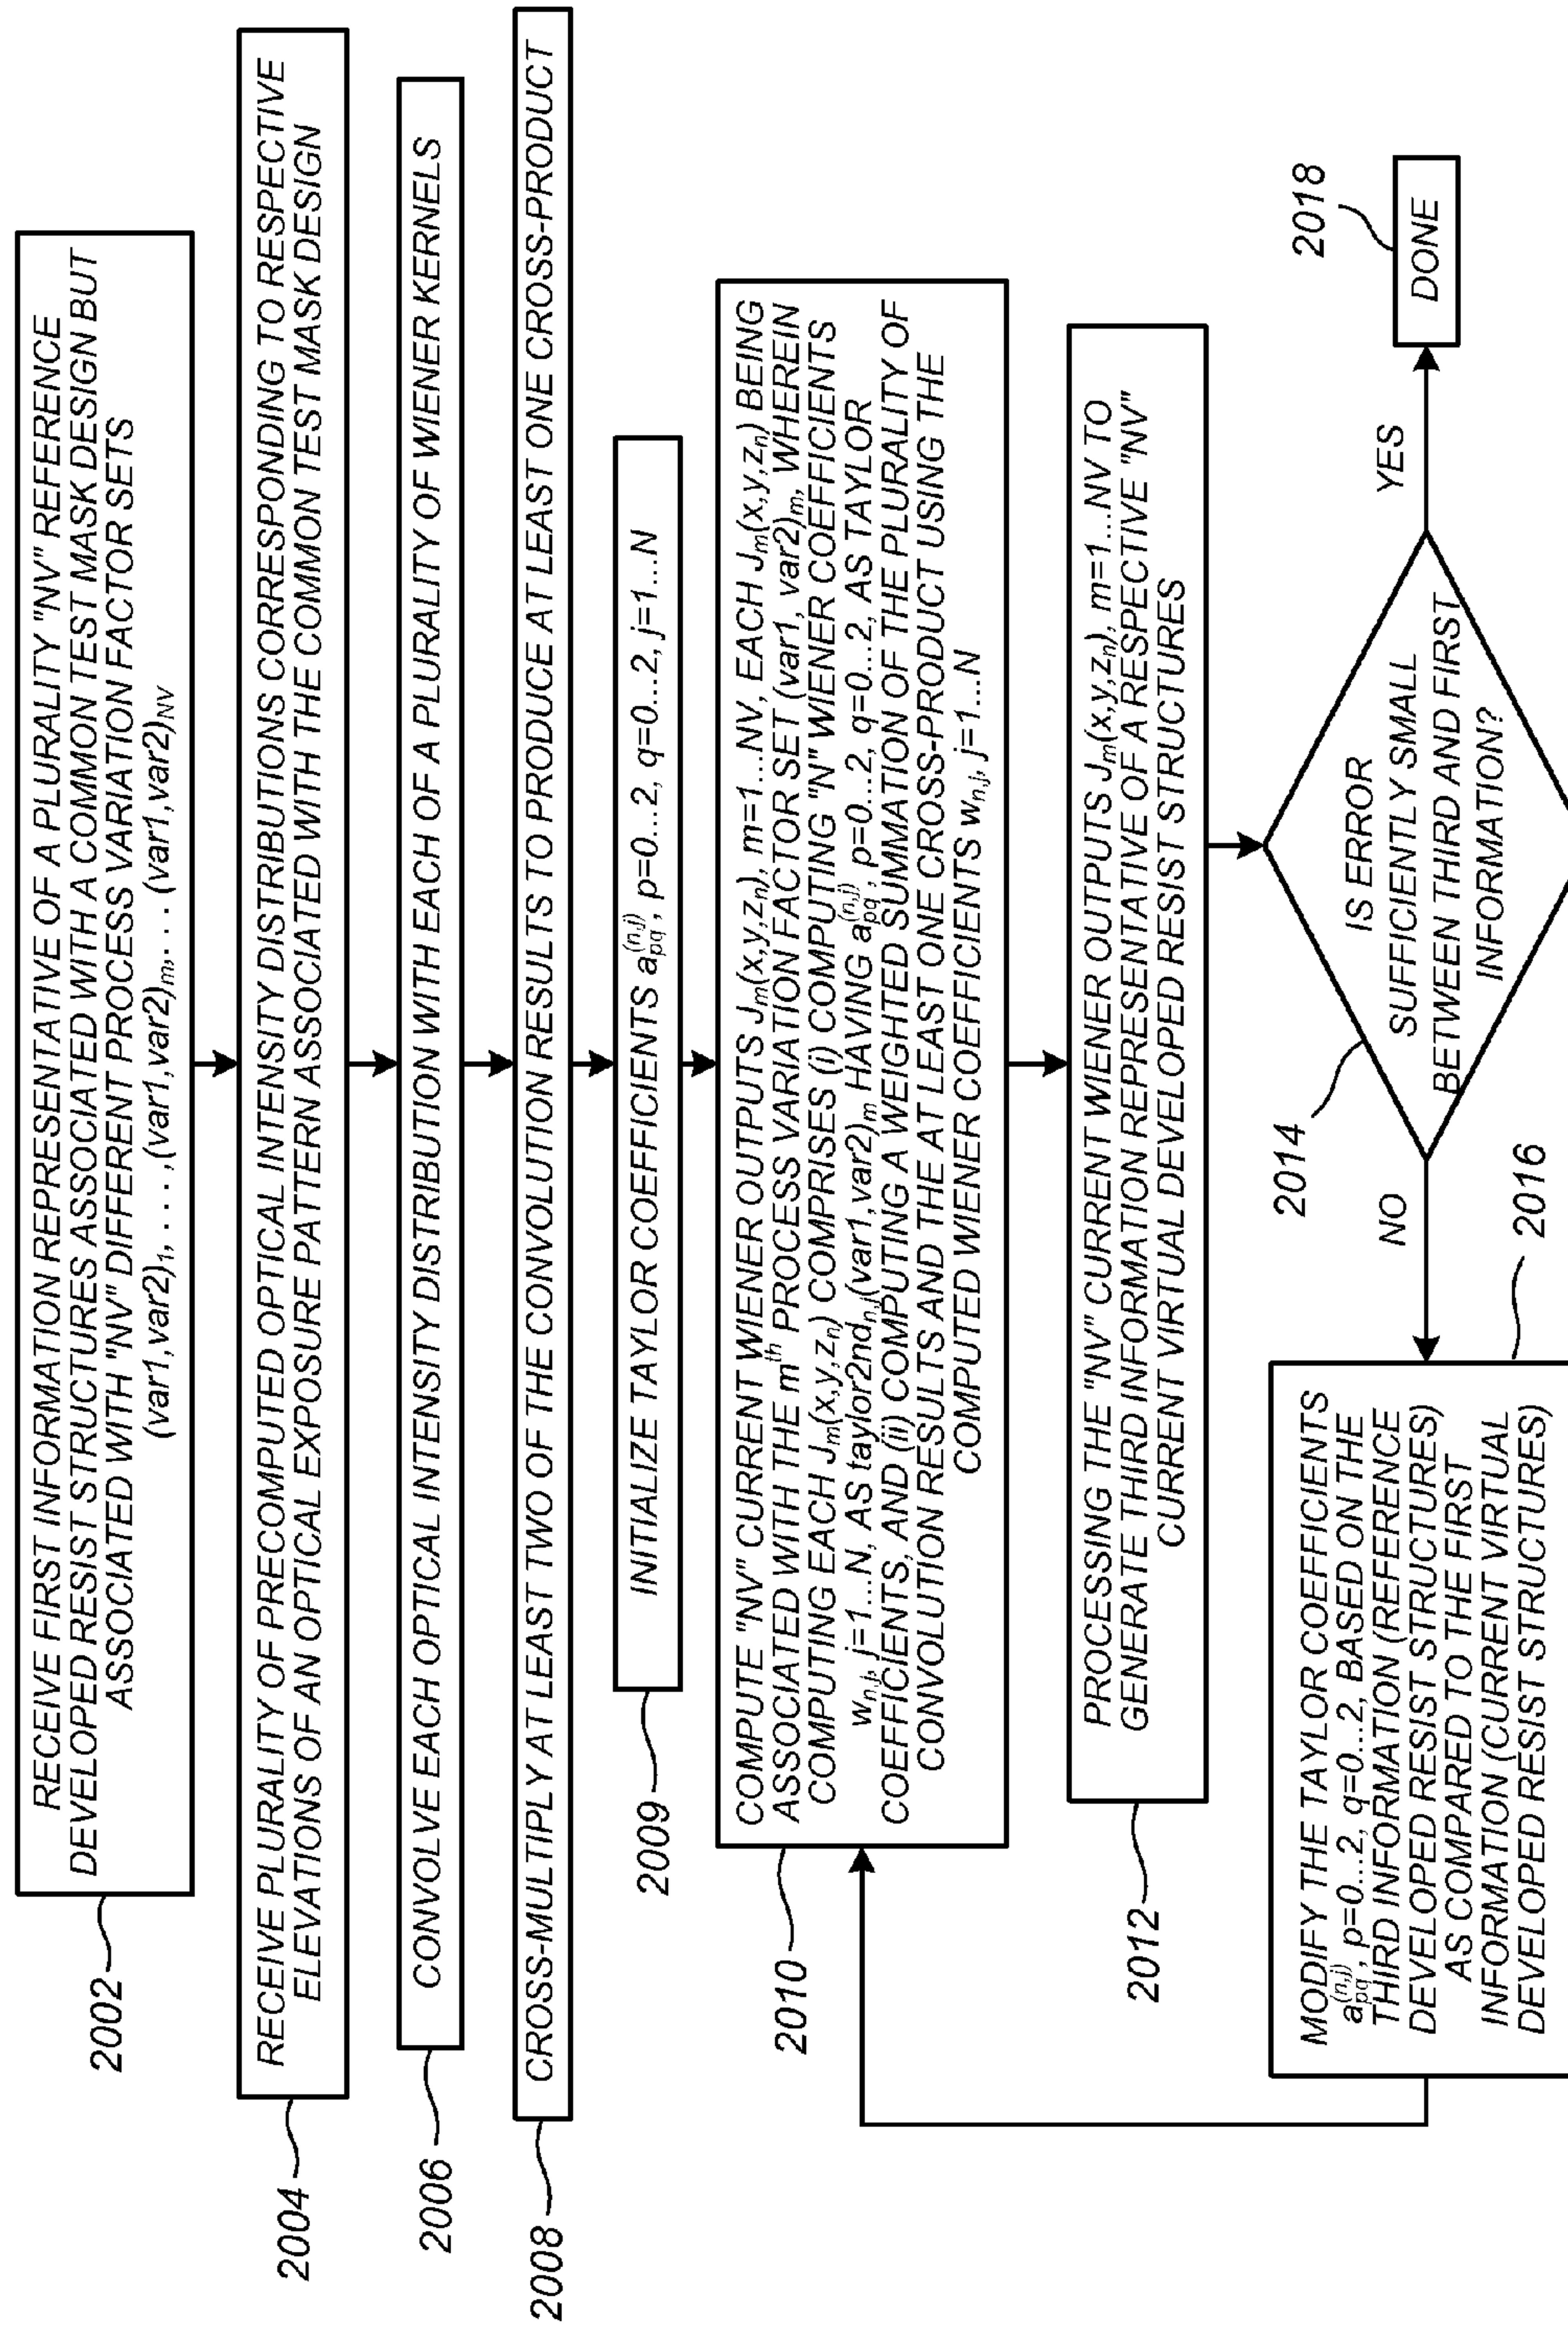 2002
RECEIVE FIRST INFORMATION REPRESENTATIVE OF A PLURALITY "NV" REFERENCE
DEVELOPED RESIST STRUCTURES ASSOCIATED WITH A COMMON TEST MASK DESIGN BUT
ASSOCIATED WITH "NV" DIFFERENT PROCESS VARIATION FACTOR SETS
(var1,var2)₁, . . . ,(var1,var2)ₘ, . . . (var1,var2)NV
2004
RECEIVE PLURALITY OF PRECOMPUTED OPTICAL INTENSITY DISTRIBUTIONS CORRESPONDING TO RESPECTIVE
ELEVATIONS OF AN OPTICAL EXPOSURE PATTERN ASSOCIATED WITH THE COMMON TEST MASK DESIGN
2006
CONVOLVE EACH OPTICAL INTENSITY DISTRIBUTION WITH EACH OF A PLURALITY OF WIENER KERNELS
2008
CROSS-MULTIPLY AT LEAST TWO OF THE CONVOLUTION RESULTS TO PRODUCE AT LEAST ONE CROSS-PRODUCT
2009
INITIALIZE TAYLOR COEFFICIENTS a_pq^(n,j), p=0...2, q=0...2, j=1...N
2010
COMPUTE "NV" CURRENT WIENER OUTPUTS Jₘ(x,y,zₙ), m=1...NV, EACH Jₘ(x,y,zₙ) BEING
ASSOCIATED WITH THE m^th PROCESS VARIATION FACTOR SET (var1, var2)ₘ, WHEREIN
COMPUTING EACH Jₘ(x,y,zₙ) COMPRISES (i) COMPUTING "N" WIENER COEFFICIENTS
w_n,j, j=1...N, AS taylor2nd_n,j(var1,var2)ₘ HAVING a_pq^(n,j), p=0...2, q=0...2, AS TAYLOR
COEFFICIENTS, AND (ii) COMPUTING A WEIGHTED SUMMATION OF THE PLURALITY OF
CONVOLUTION RESULTS AND THE AT LEAST ONE CROSS-PRODUCT USING THE
COMPUTED WIENER COEFFICIENTS w_n,j, j=1...N
2012
PROCESSING THE "NV" CURRENT WIENER OUTPUTS Jₘ(x,y,zₙ), m=1...NV TO
GENERATE THIRD INFORMATION REPRESENTATIVE OF A RESPECTIVE "NV"
CURRENT VIRTUAL DEVELOPED RESIST STRUCTURES
2014
IS ERROR
SUFFICIENTLY SMALL
BETWEEN THIRD AND FIRST
INFORMATION?
YES
2018
DONE
NO
2016
MODIFY THE TAYLOR COEFFICIENTS
a_pq^(n,j), p=0...2, q=0...2, BASED ON THE
THIRD INFORMATION (REFERENCE
DEVELOPED RESIST STRUCTURES)
AS COMPARED TO THE FIRST
INFORMATION (CURRENT VIRTUAL
DEVELOPED RESIST STRUCTURES)